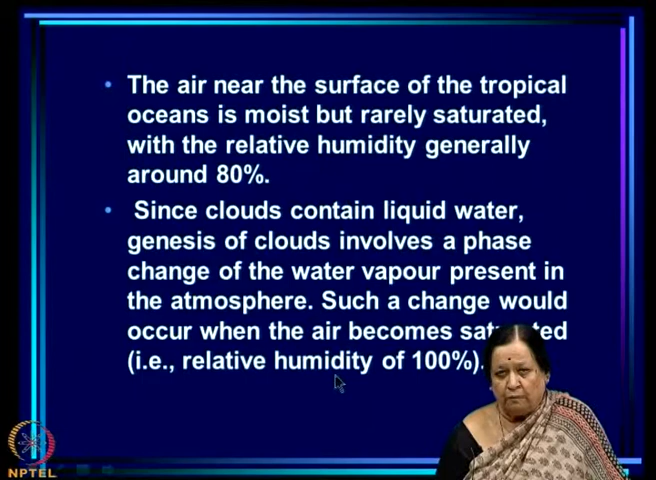 • The air near the surface of the tropical
oceans is moist but rarely saturated,
with the relative humidity generally
around 80%.
• Since clouds contain liquid water,
genesis of clouds involves a phase
change of the water vapour present in
the atmosphere. Such a change would
occur when the air becomes saturated
(i.e., relative humidity of 100%).
NPTEL